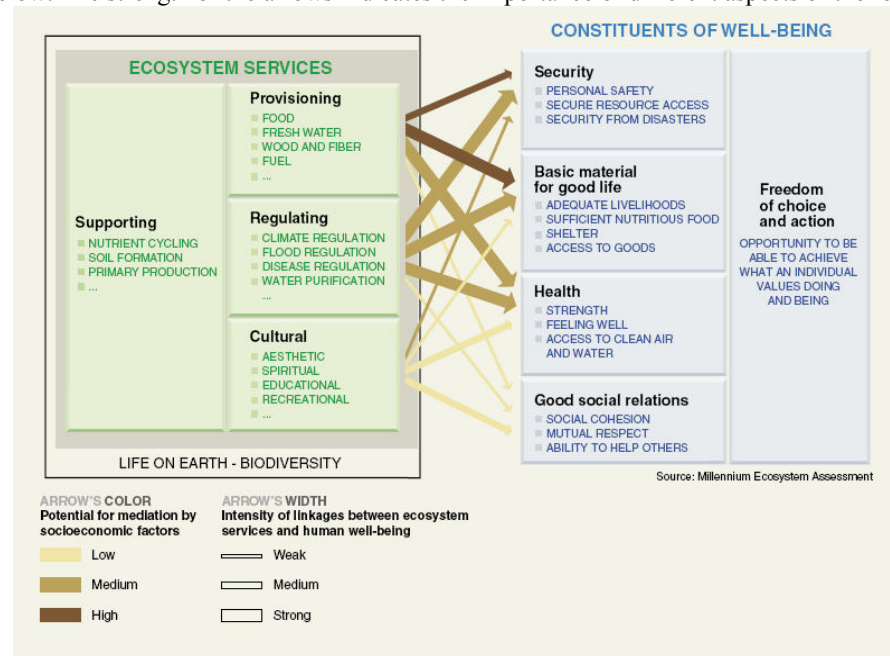 CONSTITUENTS OF WELL-BEING
ECOSYSTEM SERVICES
Supporting
NUTRIENT CYCLING
SOIL FORMATION
PRIMARY PRODUCTION
...
Provisioning
FOOD
FRESH WATER
WOOD AND FIBER
FUEL
...
Regulating
CLIMATE REGULATION
FLOOD REGULATION
DISEASE REGULATION
WATER PURIFICATION
...
Cultural
AESTHETIC
SPIRITUAL
EDUCATIONAL
RECREATIONAL
...
LIFE ON EARTH - BIODIVERSITY
Security
PERSONAL SAFETY
SECURE RESOURCE ACCESS
SECURITY FROM DISASTERS
Basic material
for good life
ADEQUATE LIVELIHOODS
SUFFICIENT NUTRITIOUS FOOD
SHELTER
ACCESS TO GOODS
Health
STRENGTH
FEELING WELL
ACCESS TO CLEAN AIR
AND WATER
Good social relations
SOCIAL COHESION
MUTUAL RESPECT
ABILITY TO HELP OTHERS
Freedom
of choice
and action
OPPORTUNITY TO BE
ABLE TO ACHIEVE
WHAT AN INDIVIDUAL
VALUES DOING
AND BEING
Source: Millennium Ecosystem Assessment
ARROW'S COLOR
Potential for mediation by
socioeconomic factors
Low
Medium
High
ARROW'S WIDTH
Intensity of linkages between ecosystem
services and human well-being
Weak
Medium
Strong